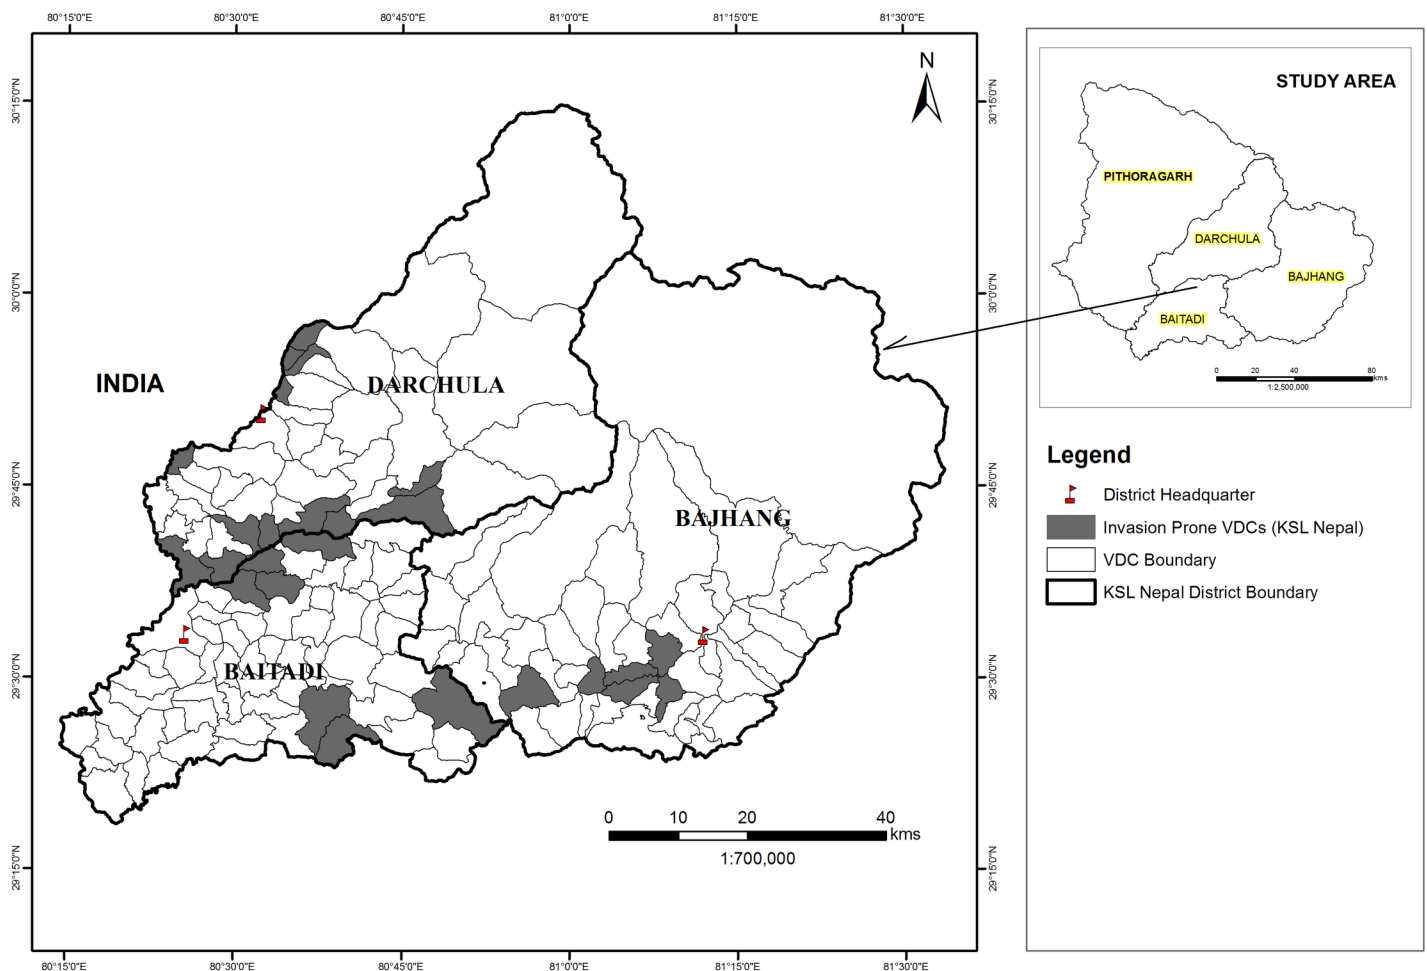 80°15'0"E 80°30'0"E 80°45'0"E 81°0'0"E 81°15'0"E 81°30'0"E
30°15'0"N
30°0'0"N
29°45'0"N
29°30'0"N
29°15'0"N
N
INDIA
DARCHULA
BAJHANG
BAITADI
0 10 20 40
kms
1:700,000
30°15'0"N
30°0'0"N
29°45'0"N
29°30'0"N
29°15'0"N
80°15'0"E 80°30'0"E 80°45'0"E 81°0'0"E 81°15'0"E 81°30'0"E
STUDY AREA
PITHORAGARH
DARCHULA
BAJHANG
BAITADI
0 20 40 80
kms
1:2,500,000
Legend
District Headquarter
Invasion Prone VDCs (KSL Nepal)
VDC Boundary
KSL Nepal District Boundary